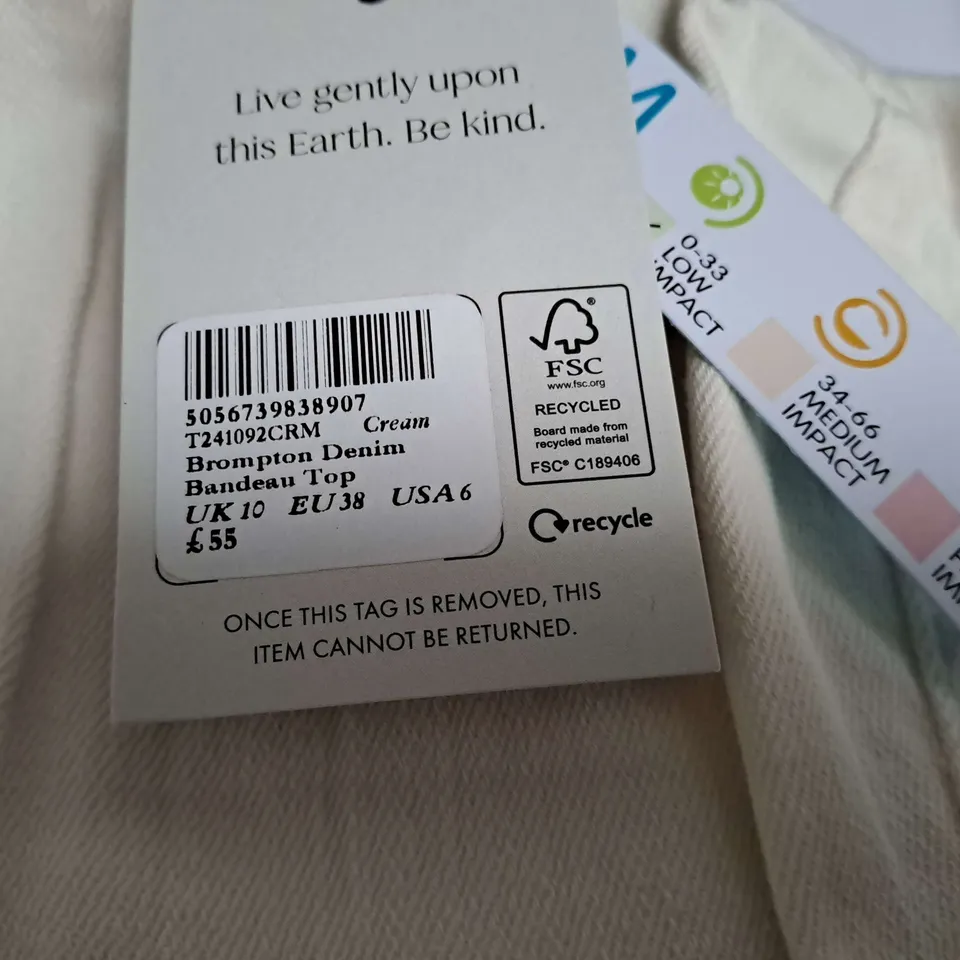 Live gently upon
this Earth. Be kind.
5056739838907
T241092CRM Cream
Brompton Denim
Bandeau Top
UK 10 EU 38 USA 6
£55
FSC®
www.fsc.org
RECYCLED
Board made from
recycled material
FSC® C189406
recycle
ONCE THIS TAG IS REMOVED, THIS
ITEM CANNOT BE RETURNED.
0-33
LOW
IMPACT
34-66
MEDIUM
IMPACT